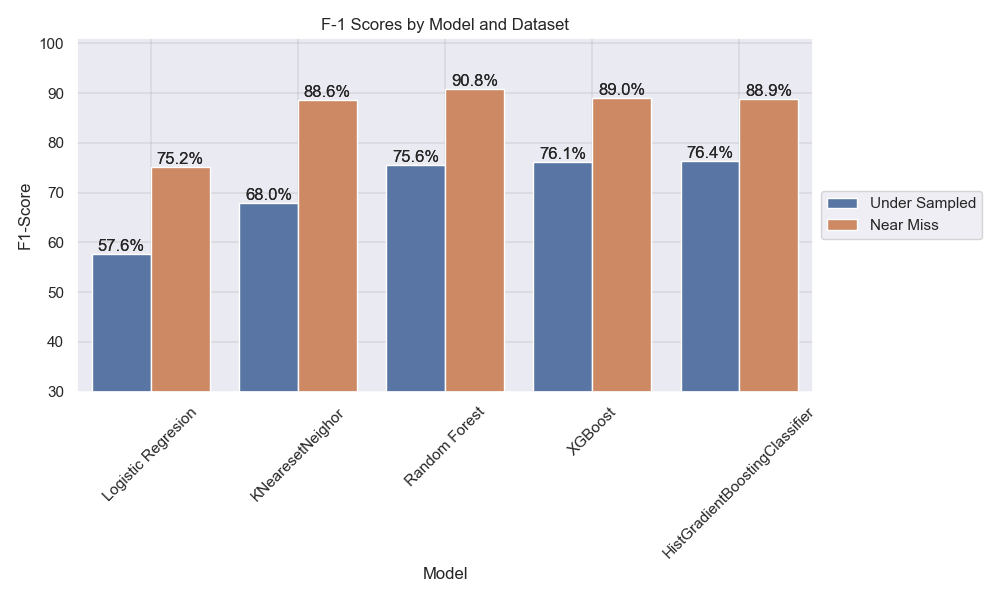 F-1 Scores by Model and Dataset
100
90
80
70
60
50
40
30
F1-Score
57.6%
75.2%
68.0%
88.6%
75.6%
90.8%
76.1%
89.0%
76.4%
88.9%
Under Sampled
Near Miss
Logistic Regresion
KNearesetNeighor
Random Forest
XGBoost
HistGradientBoostingClassifier
Model